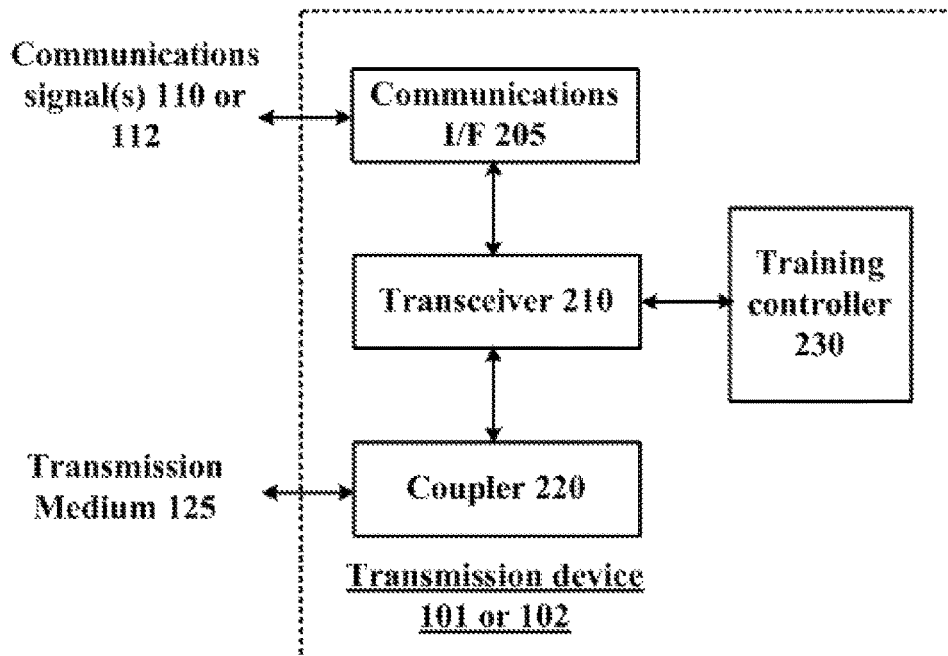 Communications
signal(s) 110 or
112
Communications
I/F 205
Transceiver 210
Training
controller
230
Transmission
Medium 125
Coupler 220
Transmission device
101 or 102